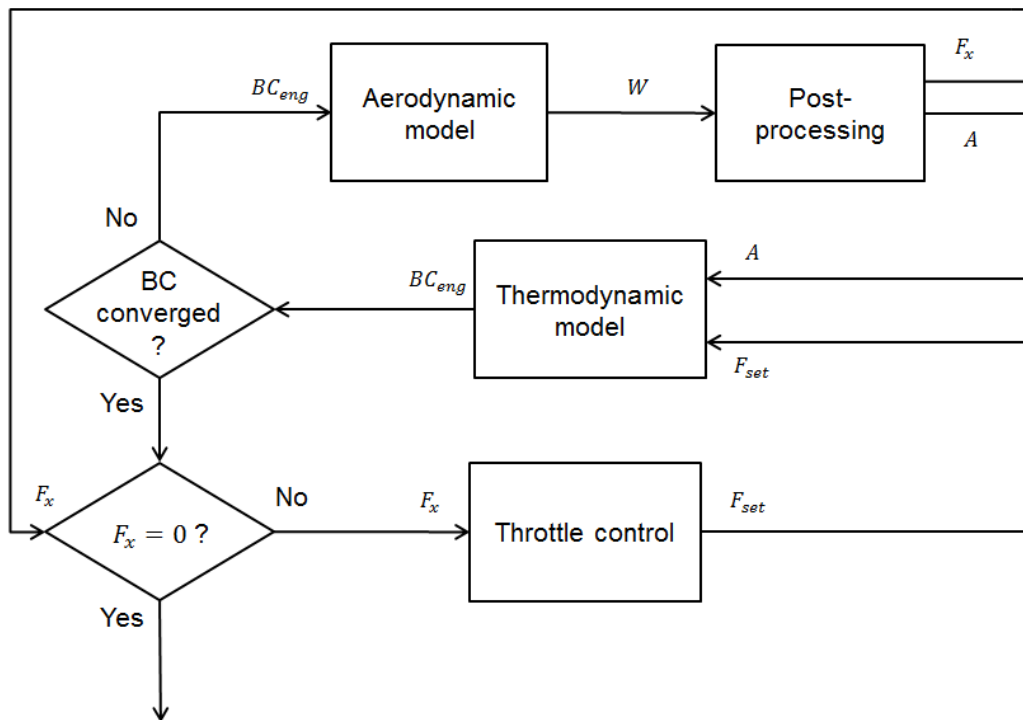 F_x
BC_eng
Aerodynamic
model
W
Post-
processing
A
No
BC
converged
?
BC_eng
Thermodynamic
model
A
F_set
Yes
F_x
F_x = 0 ?
No
F_x
Throttle control
F_set
Yes